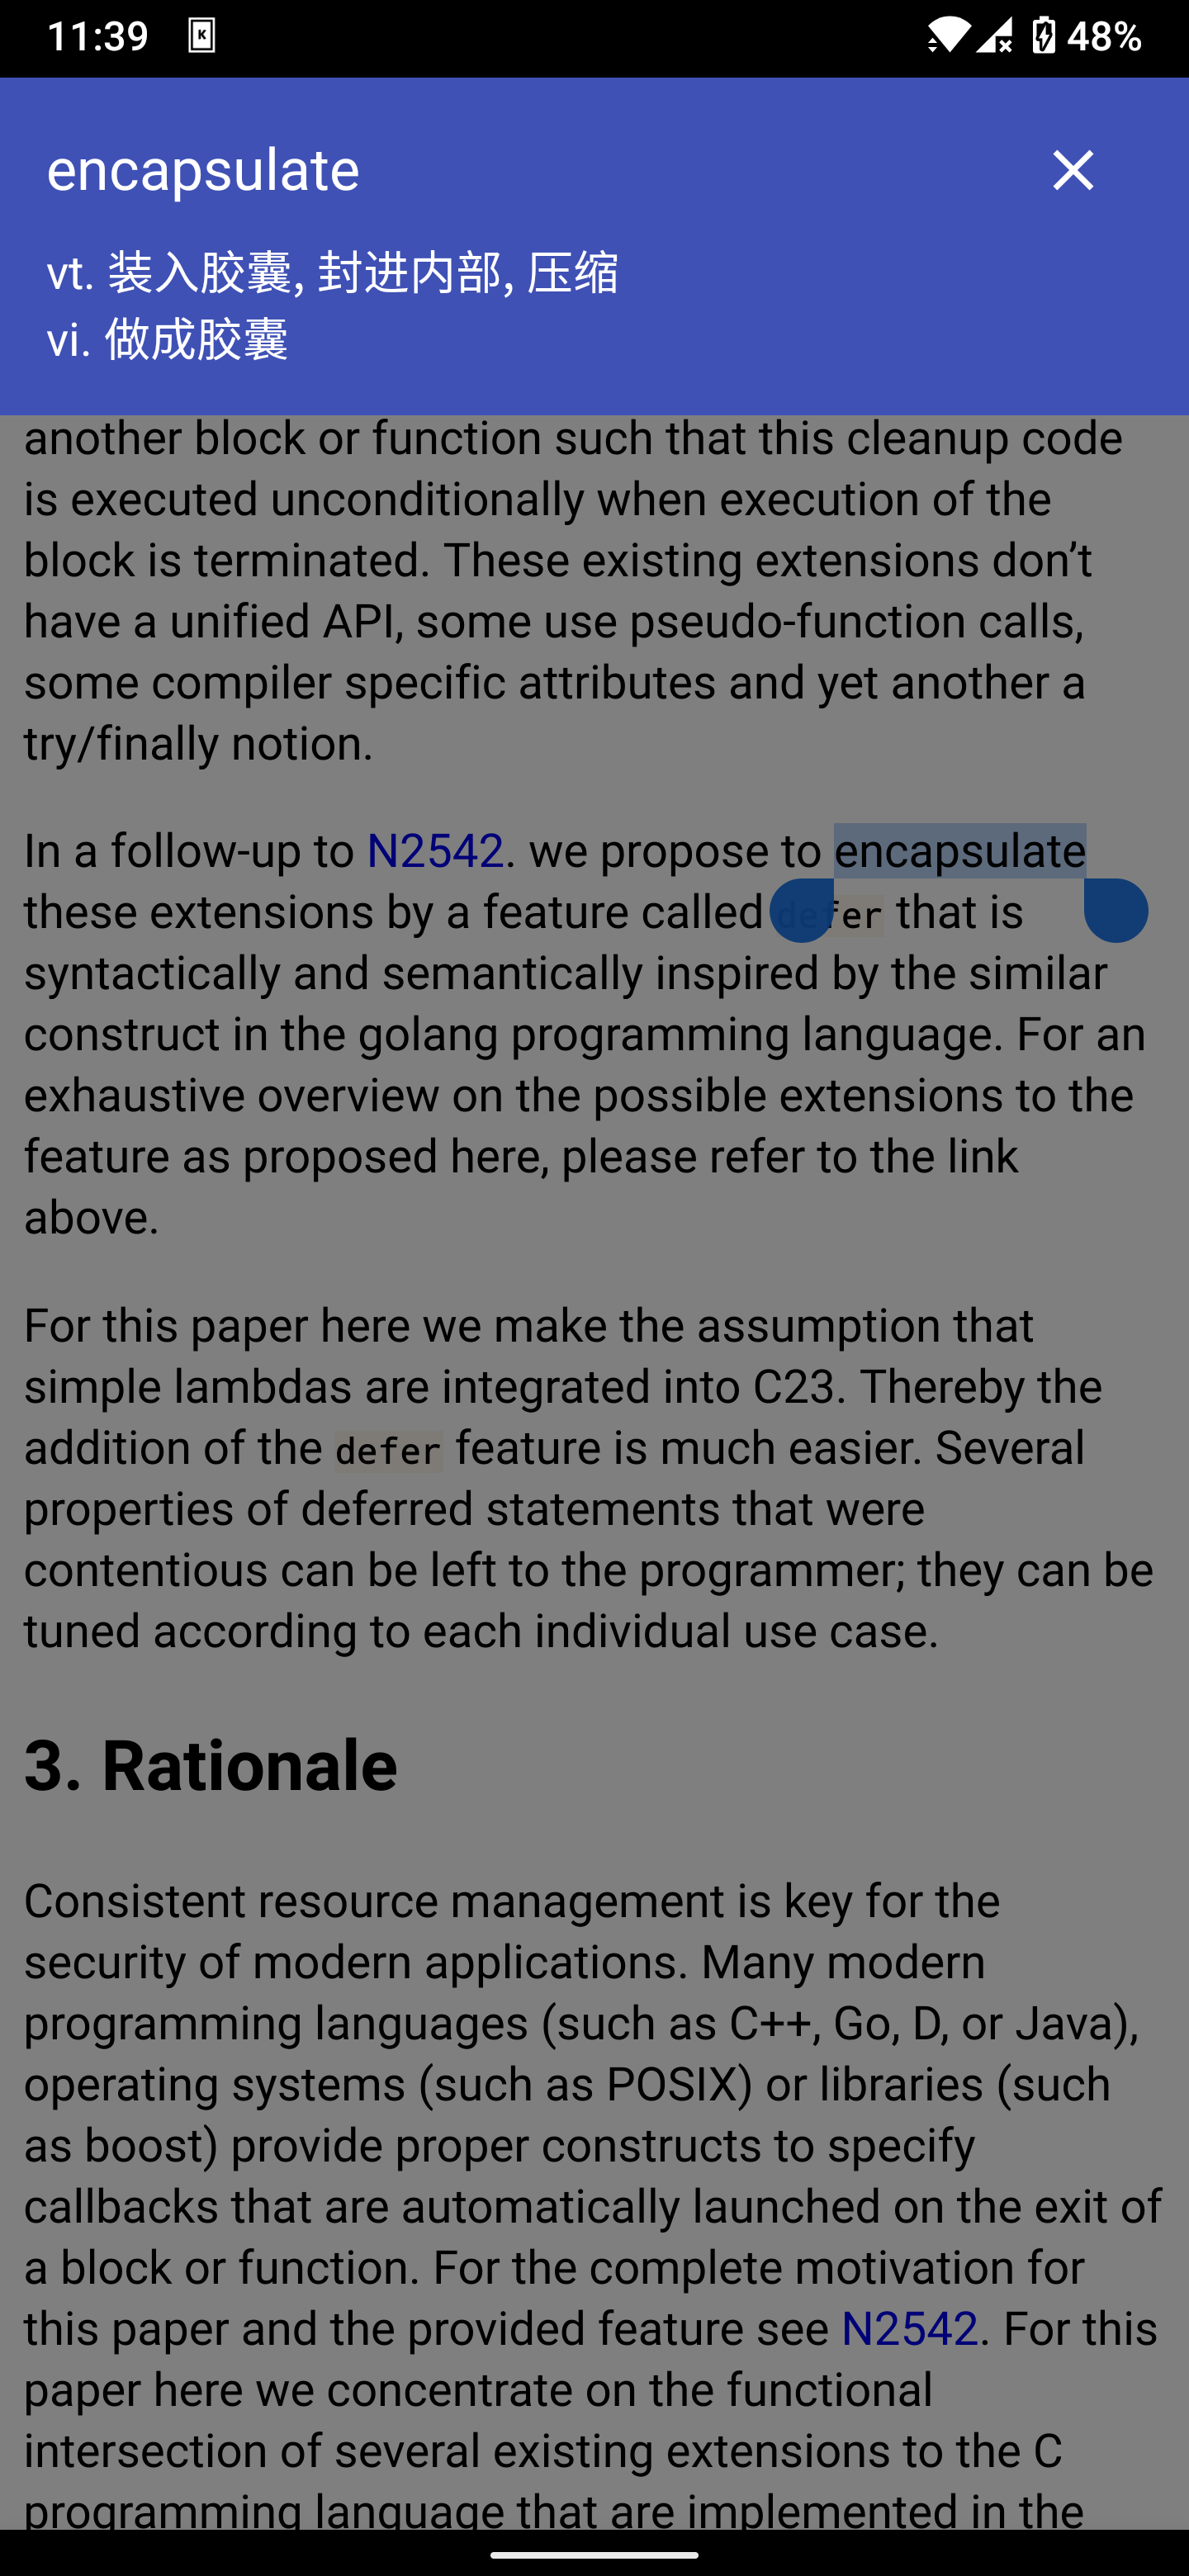 11:39
K
48%
encapsulate
vt. 装入胶囊, 封进内部, 压缩
vi. 做成胶囊
another block or function such that this cleanup code
is executed unconditionally when execution of the
block is terminated. These existing extensions don’t
have a unified API, some use pseudo-function calls,
some compiler specific attributes and yet another a
try/finally notion.
In a follow-up to N2542. we propose to encapsulate
these extensions by a feature called defer that is
syntactically and semantically inspired by the similar
construct in the golang programming language. For an
exhaustive overview on the possible extensions to the
feature as proposed here, please refer to the link
above.
For this paper here we make the assumption that
simple lambdas are integrated into C23. Thereby the
addition of the defer feature is much easier. Several
properties of deferred statements that were
contentious can be left to the programmer; they can be
tuned according to each individual use case.
3. Rationale
Consistent resource management is key for the
security of modern applications. Many modern
programming languages (such as C++, Go, D, or Java),
operating systems (such as POSIX) or libraries (such
as boost) provide proper constructs to specify
callbacks that are automatically launched on the exit of
a block or function. For the complete motivation for
this paper and the provided feature see N2542. For this
paper here we concentrate on the functional
intersection of several existing extensions to the C
programming language that are implemented in the